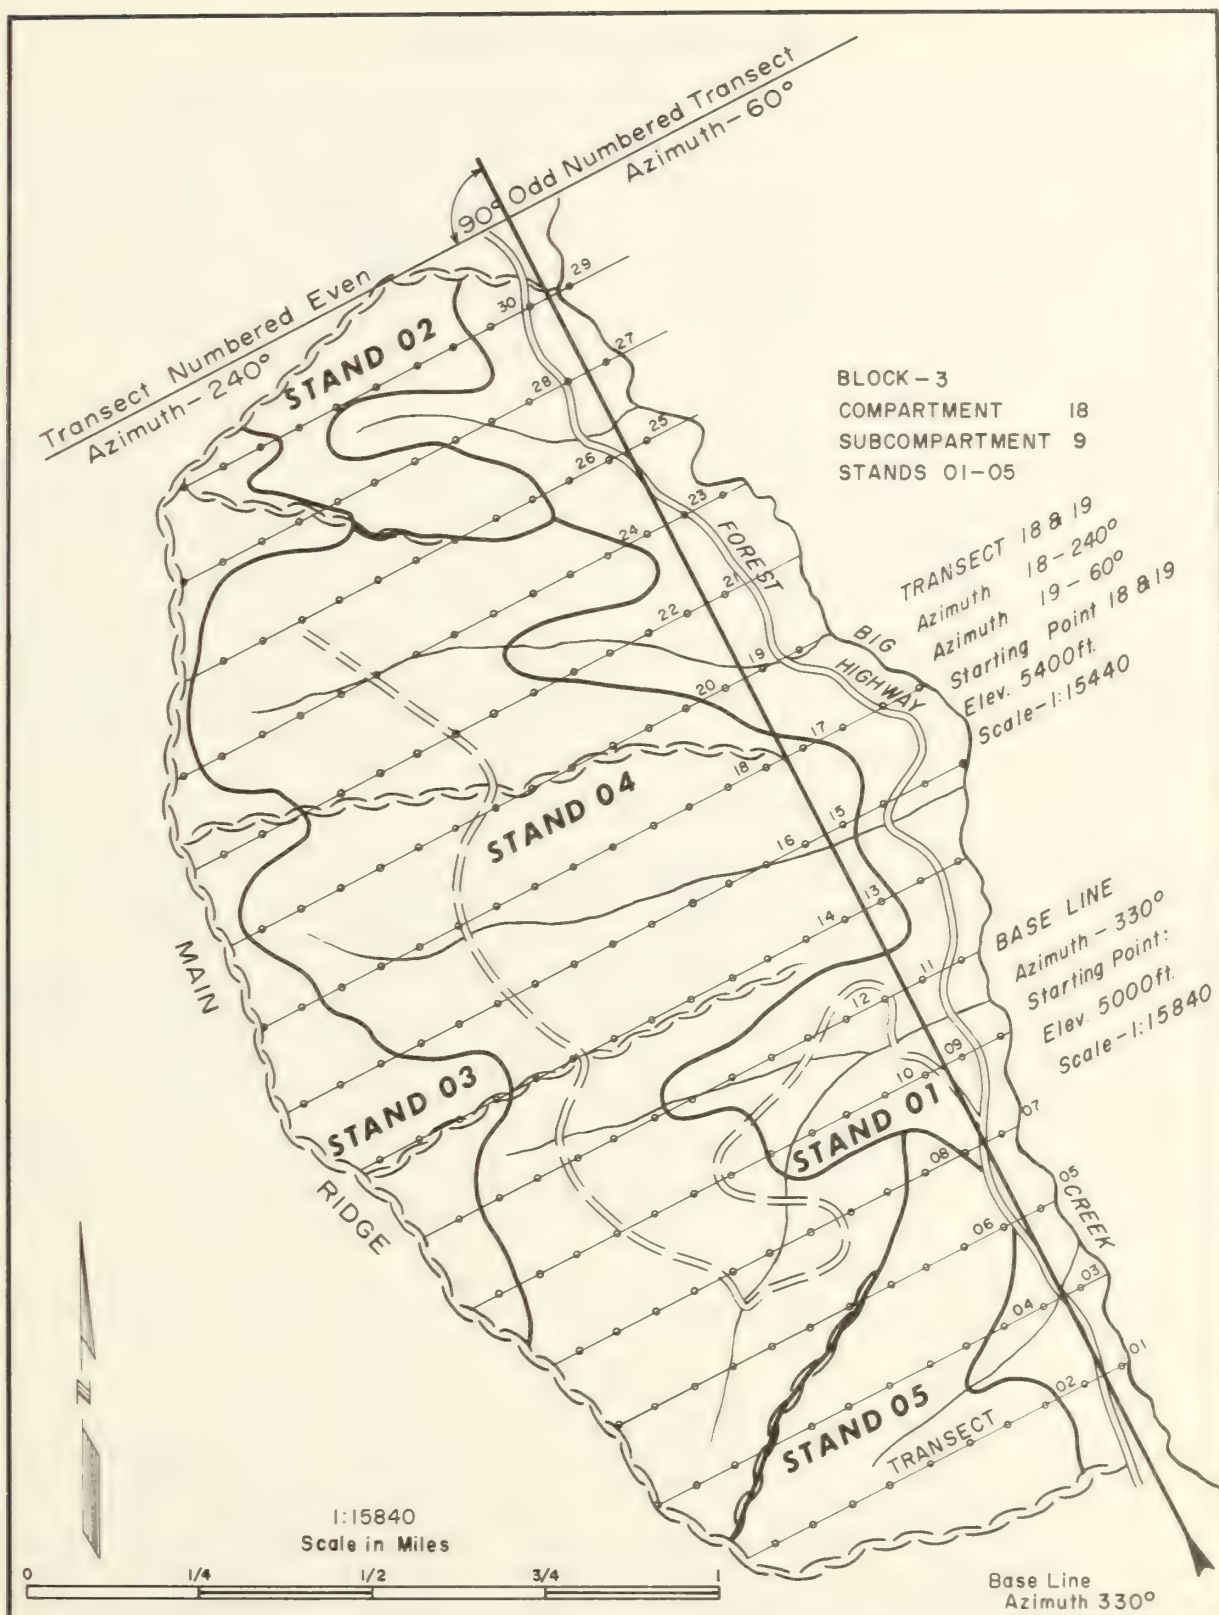 Odd Numbered Transect
Azimuth-60°
90°
Transect Numbered Even
Azimuth-240°
29
30
STAND 02
27
28
BLOCK-3
COMPARTMENT 18
SUBCOMPARTMENT 9
STANDS 01-05
25
26
23
24
FOREST
21
22
TRANSECT 18 & 19
Azimuth 18-240°
Azimuth 19-60°
Starting Point 18 & 19
Elev. 5400ft.
Scale-1:15440
BIG
19
HIGHWAY
20
17
18
STAND 04
15
16
13
14
MAIN
BASE LINE
Azimuth-330°
Starting Point:
Elev. 5000ft.
Scale-1:15840
11
12
09
10
STAND 03
STAND 01
07
08
RIDGE
05
CREEK
06
03
04
01
02
STAND 05
TRANSECT
N
1:15840
Scale in Miles
0 1/4 1/2 3/4 1
Base Line
Azimuth 330°